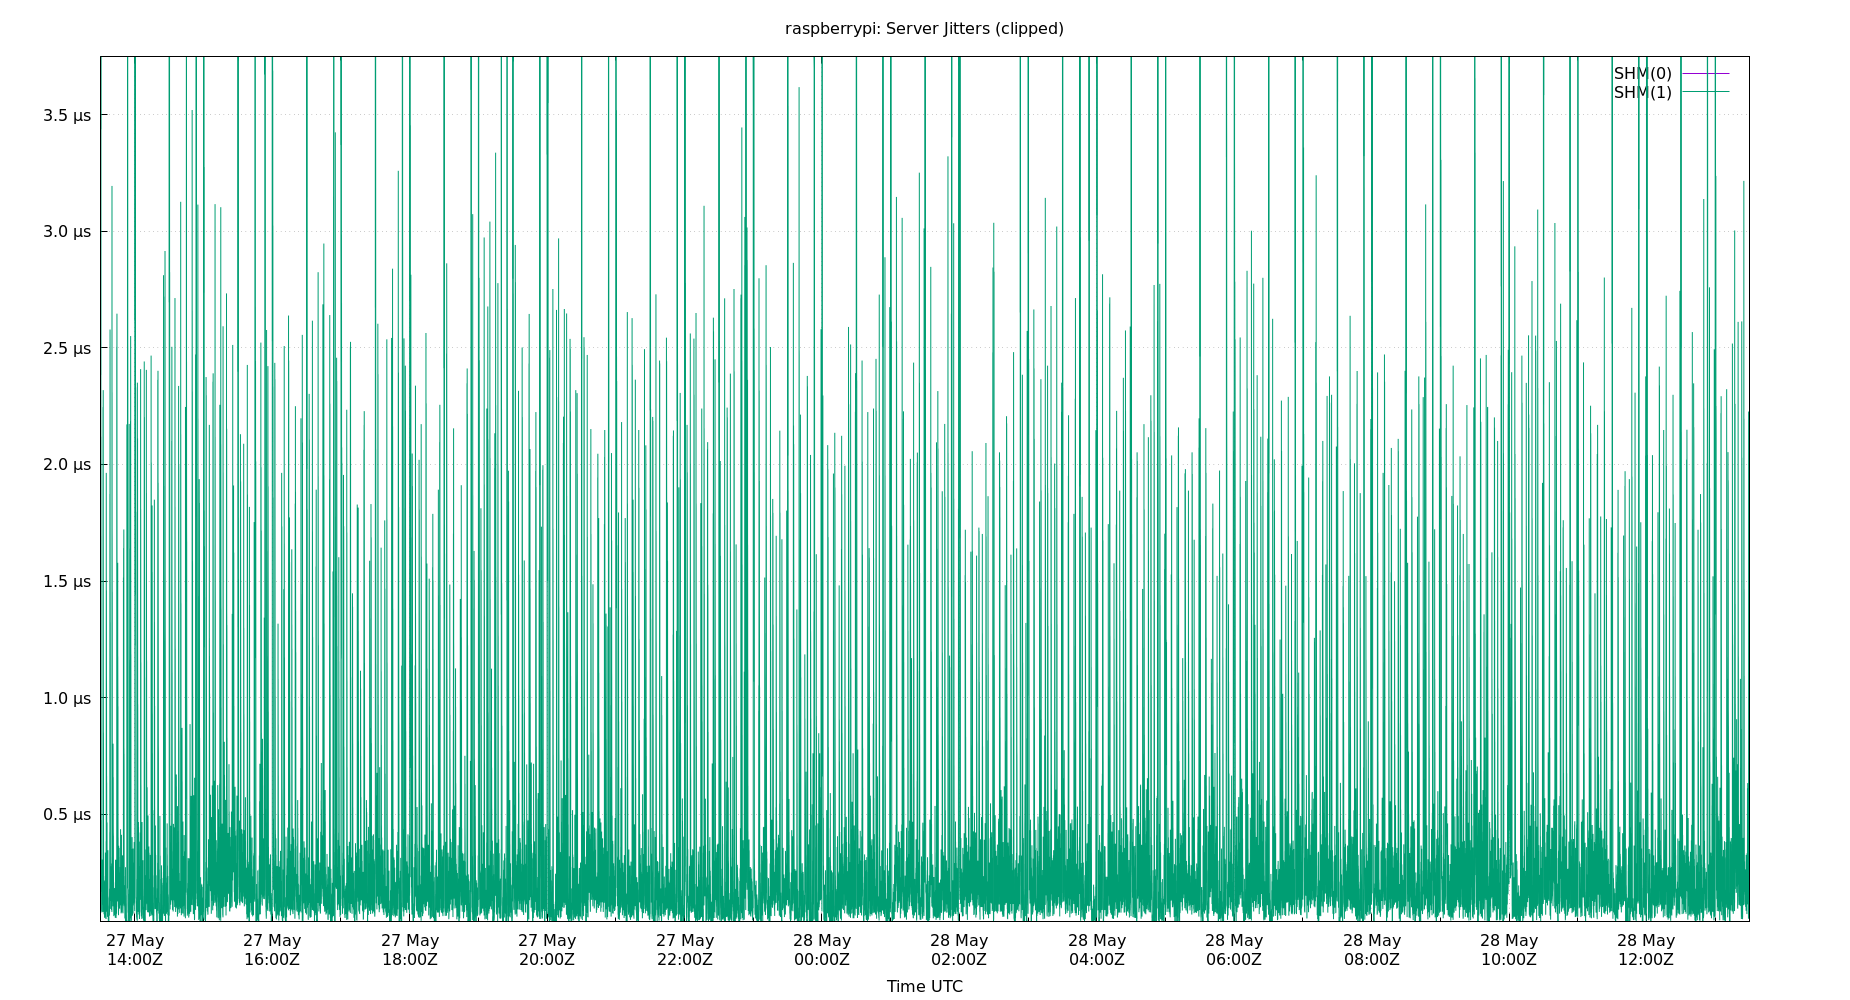 raspberrypi: Server Jitters (clipped)
SHM(0)
SHM(1)
3.5 µs
3.0 µs
2.5 µs
2.0 µs
1.5 µs
1.0 µs
0.5 µs
27 May 27 May 27 May 27 May 27 May 28 May 28 May 28 May 28 May 28 May 28 May 28 May
14:00Z 16:00Z 18:00Z 20:00Z 22:00Z 00:00Z 02:00Z 04:00Z 06:00Z 08:00Z 10:00Z 12:00Z
Time UTC